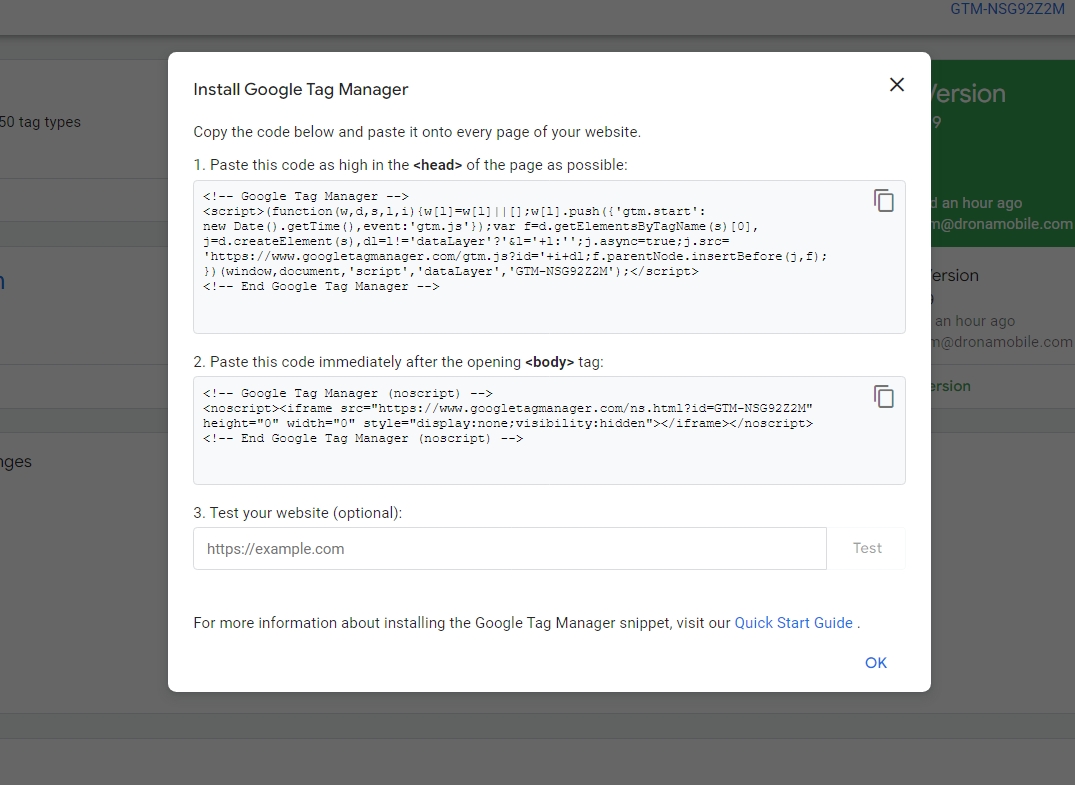 GTM-NSG92Z2M
Install Google Tag Manager
Version
50 tag types
9
Copy the code below and paste it onto every page of your website.
1. Paste this code as high in the <head> of the page as possible:
<!-- Google Tag Manager -->
<script>(function(w,d,s,l,i){w[l]=w[l]||[];w[l].push({'gtm.start':
new Date().getTime(),event:'gtm.js'});var f=d.getElementsByTagName(s)[0],
j=d.createElement(s),dl=l!='dataLayer'?'&l='+l:'';j.async=true;j.src=
'https://www.googletagmanager.com/gtm.js?id='+i+dl;f.parentNode.insertBefore(j,f);
})(window,document,'script','dataLayer','GTM-NSG92Z2M');</script>
<!-- End Google Tag Manager -->
d an hour ago
m@dronamobile.com
ersion
9
an hour ago
m@dronamobile.com
ersion
2. Paste this code immediately after the opening <body> tag:
<!-- Google Tag Manager (noscript) -->
<noscript><iframe src="https://www.googletagmanager.com/ns.html?id=GTM-NSG92Z2M"
height="0" width="0" style="display:none;visibility:hidden"></iframe></noscript>
<!-- End Google Tag Manager (noscript) -->
nges
3. Test your website (optional):
https://example.com
Test
For more information about installing the Google Tag Manager snippet, visit our Quick Start Guide .
OK